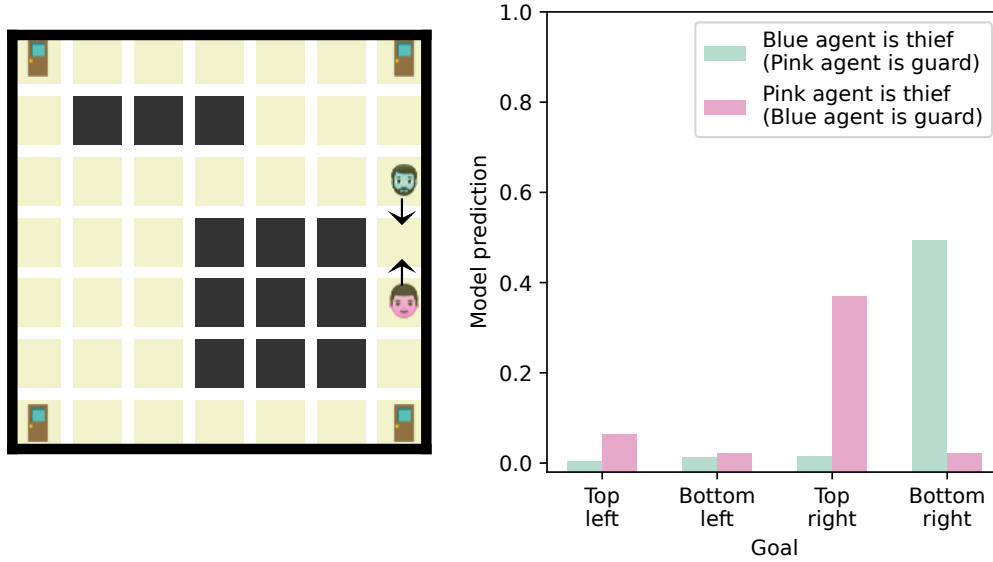 1.0
0.8
0.6
0.4
0.2
0.0
Model prediction
Blue agent is thief
(Pink agent is guard)
Pink agent is thief
(Blue agent is guard)
Top
left
Bottom
left
Top
right
Bottom
right
Goal